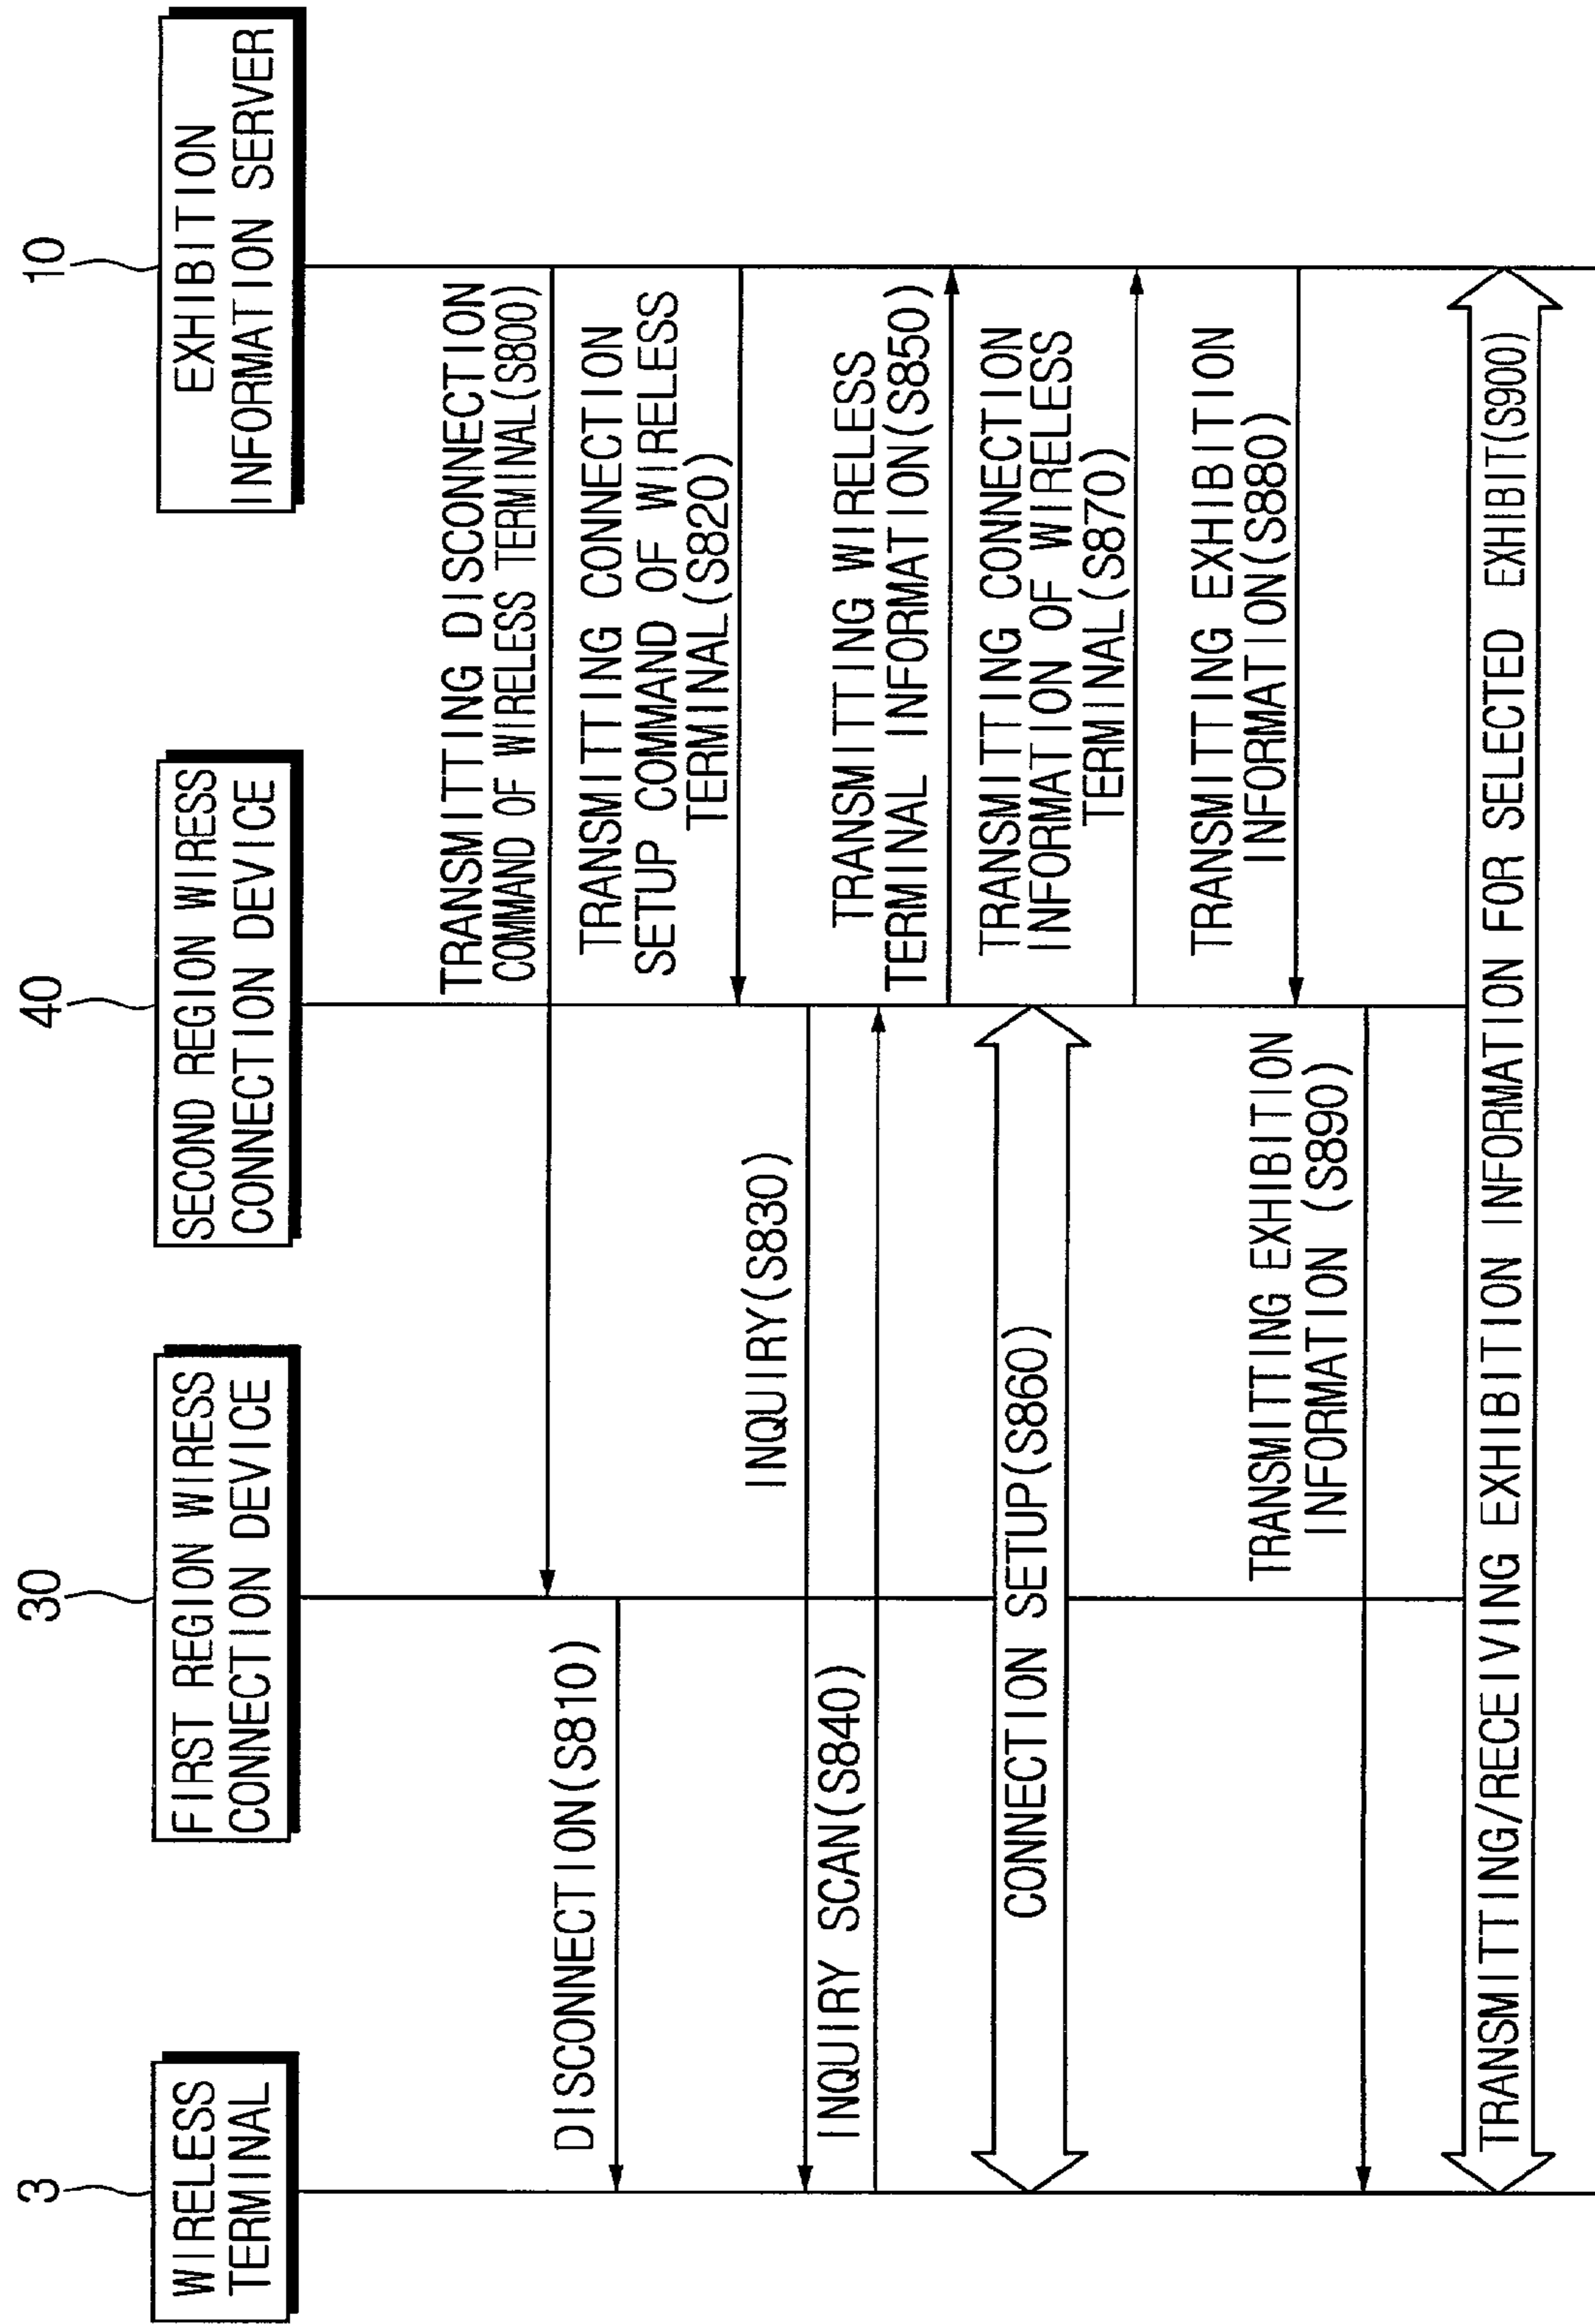 3
WIRELESS
TERMINAL
30
FIRST REGION WIRESS
CONNECTION DEVICE
40
SECOND REGION WIRESS
CONNECTION DEVICE
10
EXHIBITION
INFORMATION SERVER
TRANSMITTING DISCONNECTION
COMMAND OF WIRELESS TERMINAL(S800)
DISCONNECTION(S810)
TRANSMITTING CONNECTION
SETUP COMMAND OF WIRELESS
TERMINAL(S820)
INQUIRY(S830)
INQUIRY SCAN(S840)
TRANSMITTING WIRELESS
TERMINAL INFORMATION(S850)
CONNECTION SETUP(S860)
TRANSMITTING CONNECTION
INFORMATION OF WIRELESS
TERMINAL(S870)
TRANSMITTING EXHIBITION
INFORMATION(S880)
TRANSMITTING EXHIBITION
INFORMATION (S890)
TRANSMITTING/RECEIVING EXHIBITION INFORMATION FOR SELECTED EXHIBIT(S900)